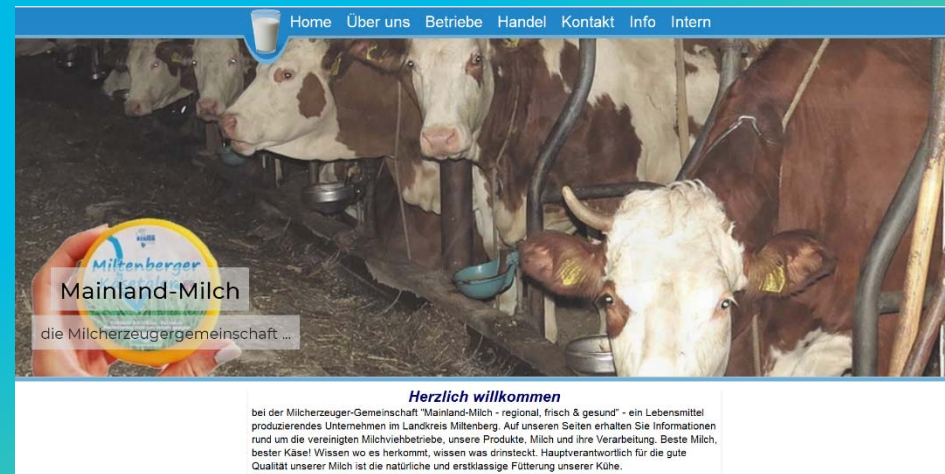 Home Über uns Betriebe Handel Kontakt Info Intern
Miltenberger
Mainland-Milch
die Milcherzeugergemeinschaft ...
Herzlich willkommen
bei der Milcherzeuger-Gemeinschaft "Mainland-Milch - regional, frisch & gesund" - ein Lebensmittel
produzierendes Unternehmen im Landkreis Miltenberg. Auf unseren Seiten erhalten Sie Informationen
rund um die vereinigten Milchviehbetriebe, unsere Produkte, Milch und ihre Verarbeitung. Beste Milch,
bester Käse! Wissen wo es herkommt, wissen was drinsteckt. Hauptverantwortlich für die gute
Qualität unserer Milch ist die natürliche und erstklassige Fütterung unserer Kühe.